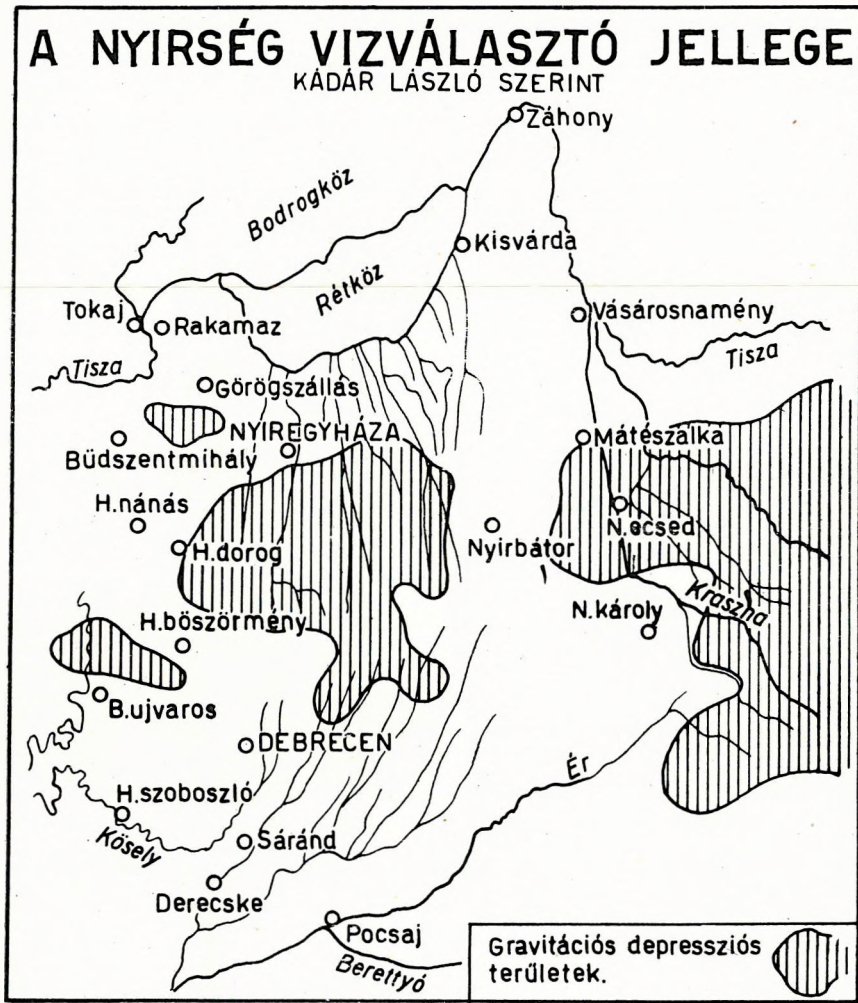 A NYIRSÉG VIZVÁLASZTÓ JELLEGE
KÁDÁR LÁSZLÓ SZERINT
Záhony
Bodrogköz
Kisvárda
Rétköz
Tokaj
Rakamaz
Vásárosnamény
Tisza
Tisza
Görögszállás
NYIREGYHÁZA
Mátészalka
Büdszentmihály
H.nánás
N.ecsed
Nyirbátor
H.dorog
Kraszna
N.károly
H.böszörmény
B.ujvaros
DEBRECEN
Ér
H.szoboszló
Kösely
Sáránd
Derecske
Pocsaj
Berettyó
Gravitációs depressziós
területek.